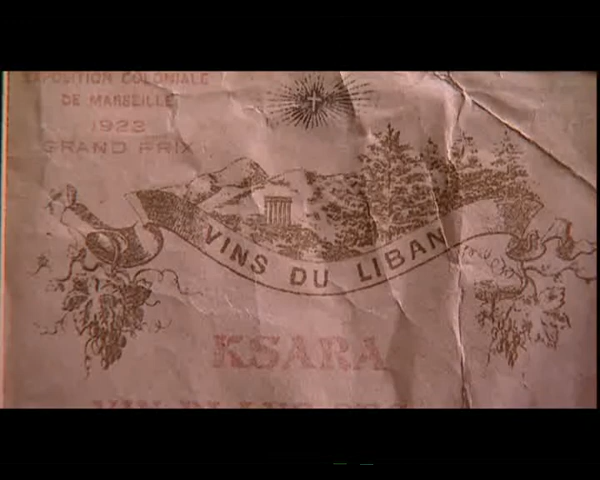 EXPOSITION COLONIALE
DE MARSEILLE
1922
GRAND PRIX
VINS DU LIBAN
KSARA